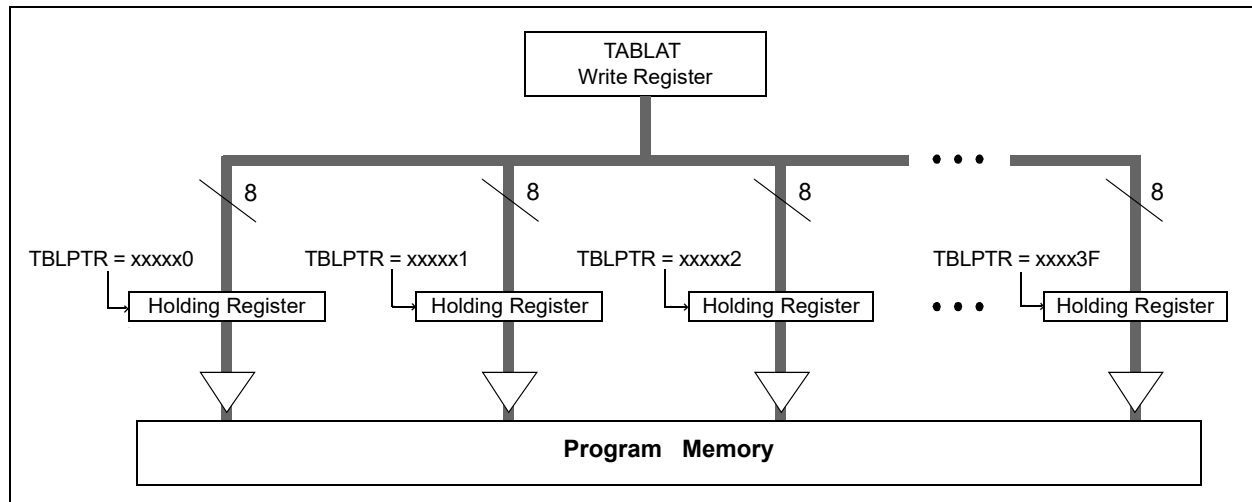 TABLAT
Write Register
8 8 8 8
TBLPTR = xxxxx0 TBLPTR = xxxxx1 TBLPTR = xxxxx2 TBLPTR = xxxx3F
Holding Register Holding Register Holding Register Holding Register
Program Memory